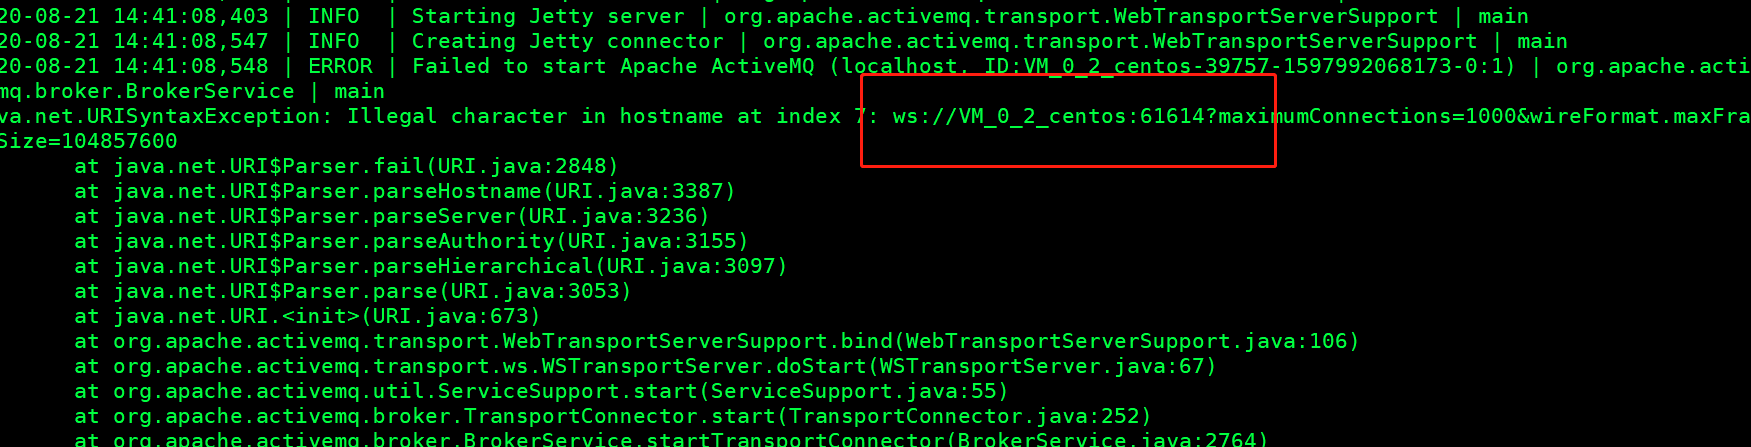 20-08-21 14:41:08,403 | INFO  | Starting Jetty server | org.apache.activemq.transport.WebTransportServerSupport | main
20-08-21 14:41:08,547 | INFO  | Creating Jetty connector | org.apache.activemq.transport.WebTransportServerSupport | main
20-08-21 14:41:08,548 | ERROR | Failed to start Apache ActiveMQ (localhost, ID:VM_0_2_centos-39757-1597992068173-0:1) | org.apache.acti
mq.broker.BrokerService | main
va.net.URISyntaxException: Illegal character in hostname at index 7: ws://VM_0_2_centos:61614?maximumConnections=1000&wireFormat.maxFra
Size=104857600
at java.net.URI$Parser.fail(URI.java:2848)
at java.net.URI$Parser.parseHostname(URI.java:3387)
at java.net.URI$Parser.parseServer(URI.java:3236)
at java.net.URI$Parser.parseAuthority(URI.java:3155)
at java.net.URI$Parser.parseHierarchical(URI.java:3097)
at java.net.URI$Parser.parse(URI.java:3053)
at java.net.URI.<init>(URI.java:673)
at org.apache.activemq.transport.WebTransportServerSupport.bind(WebTransportServerSupport.java:106)
at org.apache.activemq.transport.ws.WSTransportServer.doStart(WSTransportServer.java:67)
at org.apache.activemq.util.ServiceSupport.start(ServiceSupport.java:55)
at org.apache.activemq.broker.TransportConnector.start(TransportConnector.java:252)
at org.apache.activemq.broker.BrokerService.startTransportConnector(BrokerService.java:2764)